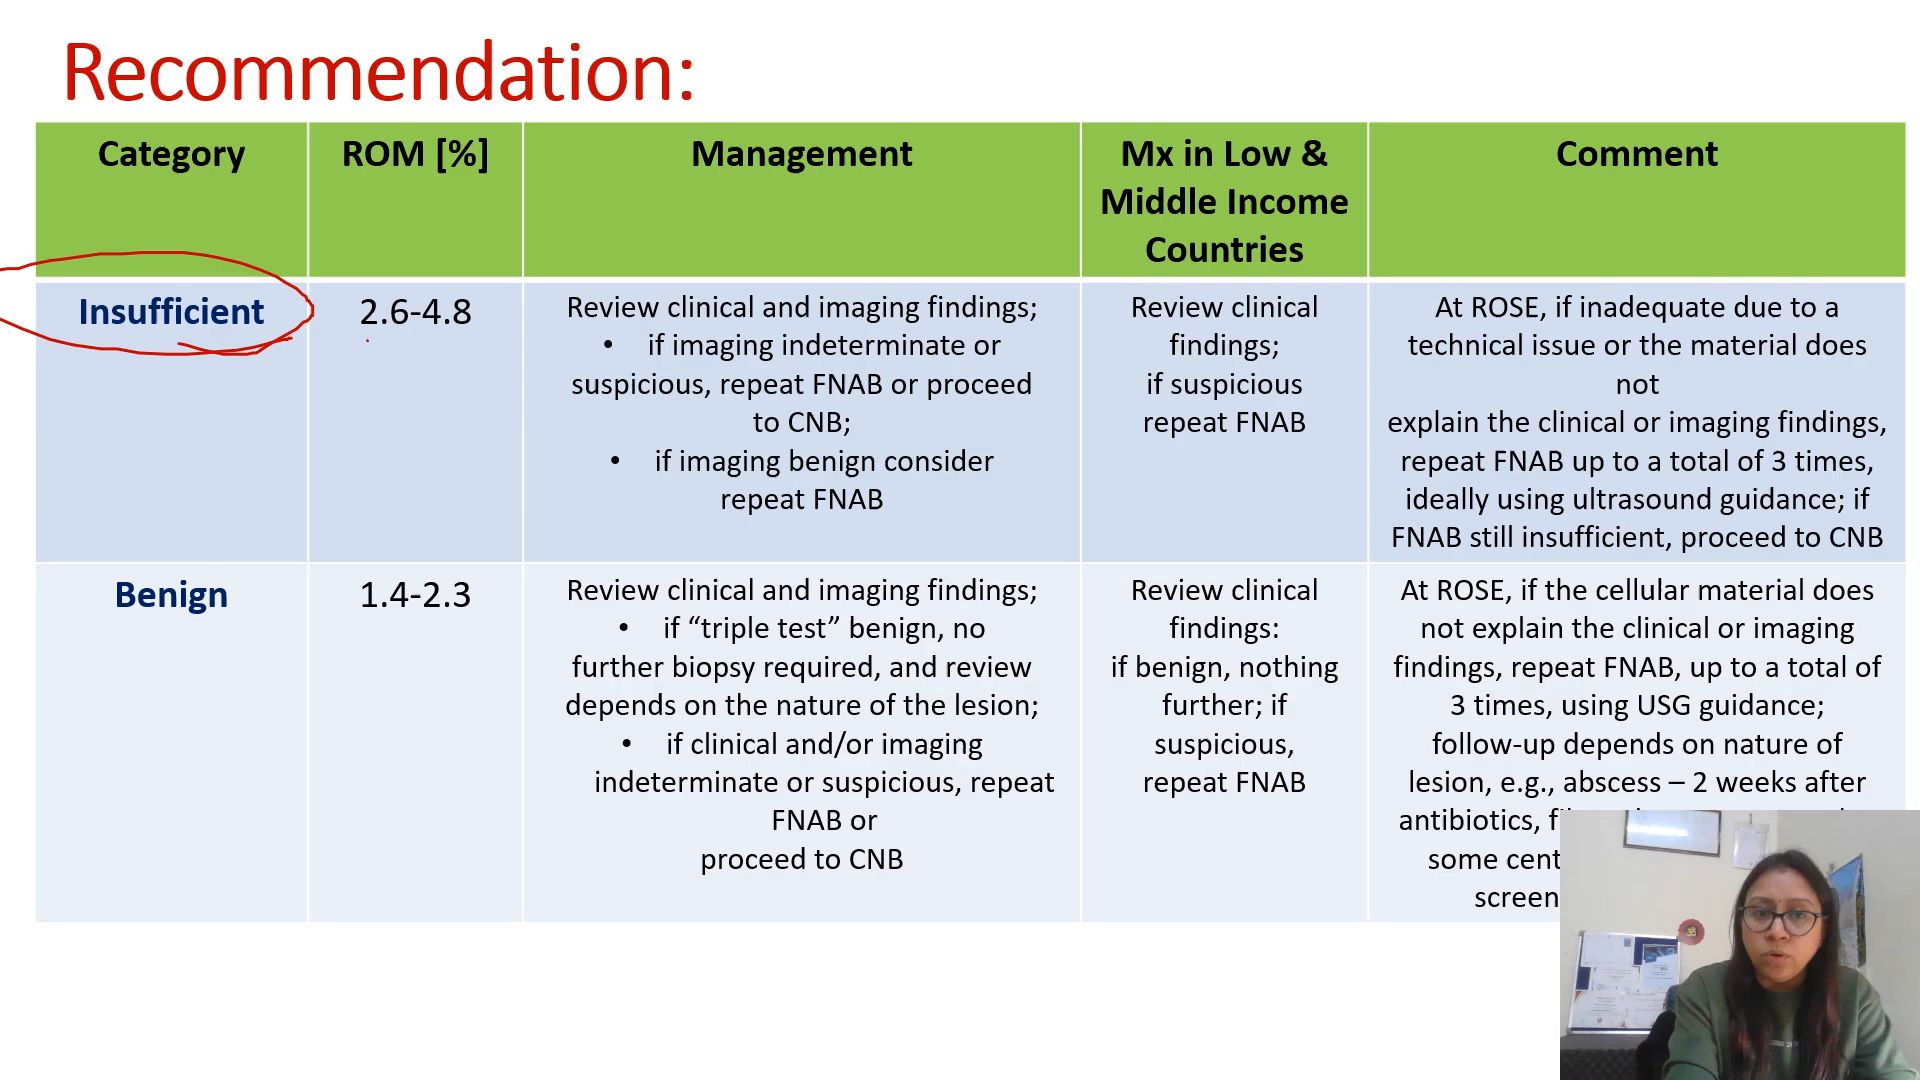 Recommendation:
Category
ROM [%]
Management
Mx in Low &
Middle Income
Countries
Comment
Insufficient
2.6-4.8
Review clinical and imaging findings;
• if imaging indeterminate or
suspicious, repeat FNAB or proceed
to CNB;
• if imaging benign consider
repeat FNAB
Review clinical
findings;
if suspicious
repeat FNAB
At ROSE, if inadequate due to a
technical issue or the material does
not
explain the clinical or imaging findings,
repeat FNAB up to a total of 3 times,
ideally using ultrasound guidance; if
FNAB still insufficient, proceed to CNB
Benign
1.4-2.3
Review clinical and imaging findings;
• if “triple test” benign, no
further biopsy required, and review
depends on the nature of the lesion;
• if clinical and/or imaging
indeterminate or suspicious, repeat
FNAB or
proceed to CNB
Review clinical
findings:
if benign, nothing
further; if
suspicious,
repeat FNAB
At ROSE, if the cellular material does
not explain the clinical or imaging
findings, repeat FNAB, up to a total of
3 times, using USG guidance;
follow-up depends on nature of
lesion, e.g., abscess – 2 weeks after
antibiotics,
some